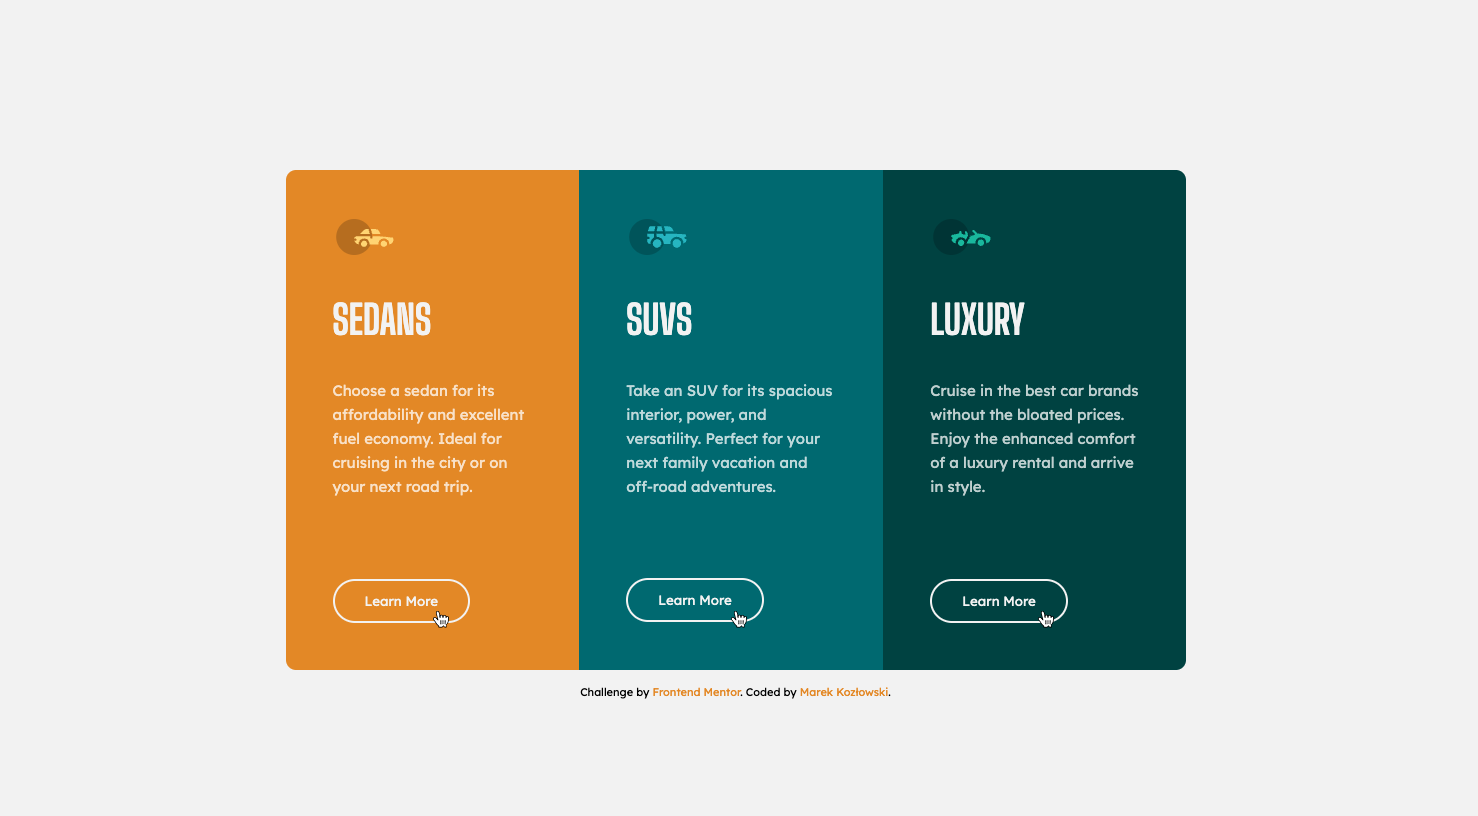 SEDANS
Choose a sedan for its
affordability and excellent
fuel economy. Ideal for
cruising in the city or on
your next road trip.
Learn More
SUVS
Take an SUV for its spacious
interior, power, and
versatility. Perfect for your
next family vacation and
off-road adventures.
Learn More
LUXURY
Cruise in the best car brands
without the bloated prices.
Enjoy the enhanced comfort
of a luxury rental and arrive
in style.
Learn More
Challenge by Frontend Mentor. Coded by Marek Kozłowski.